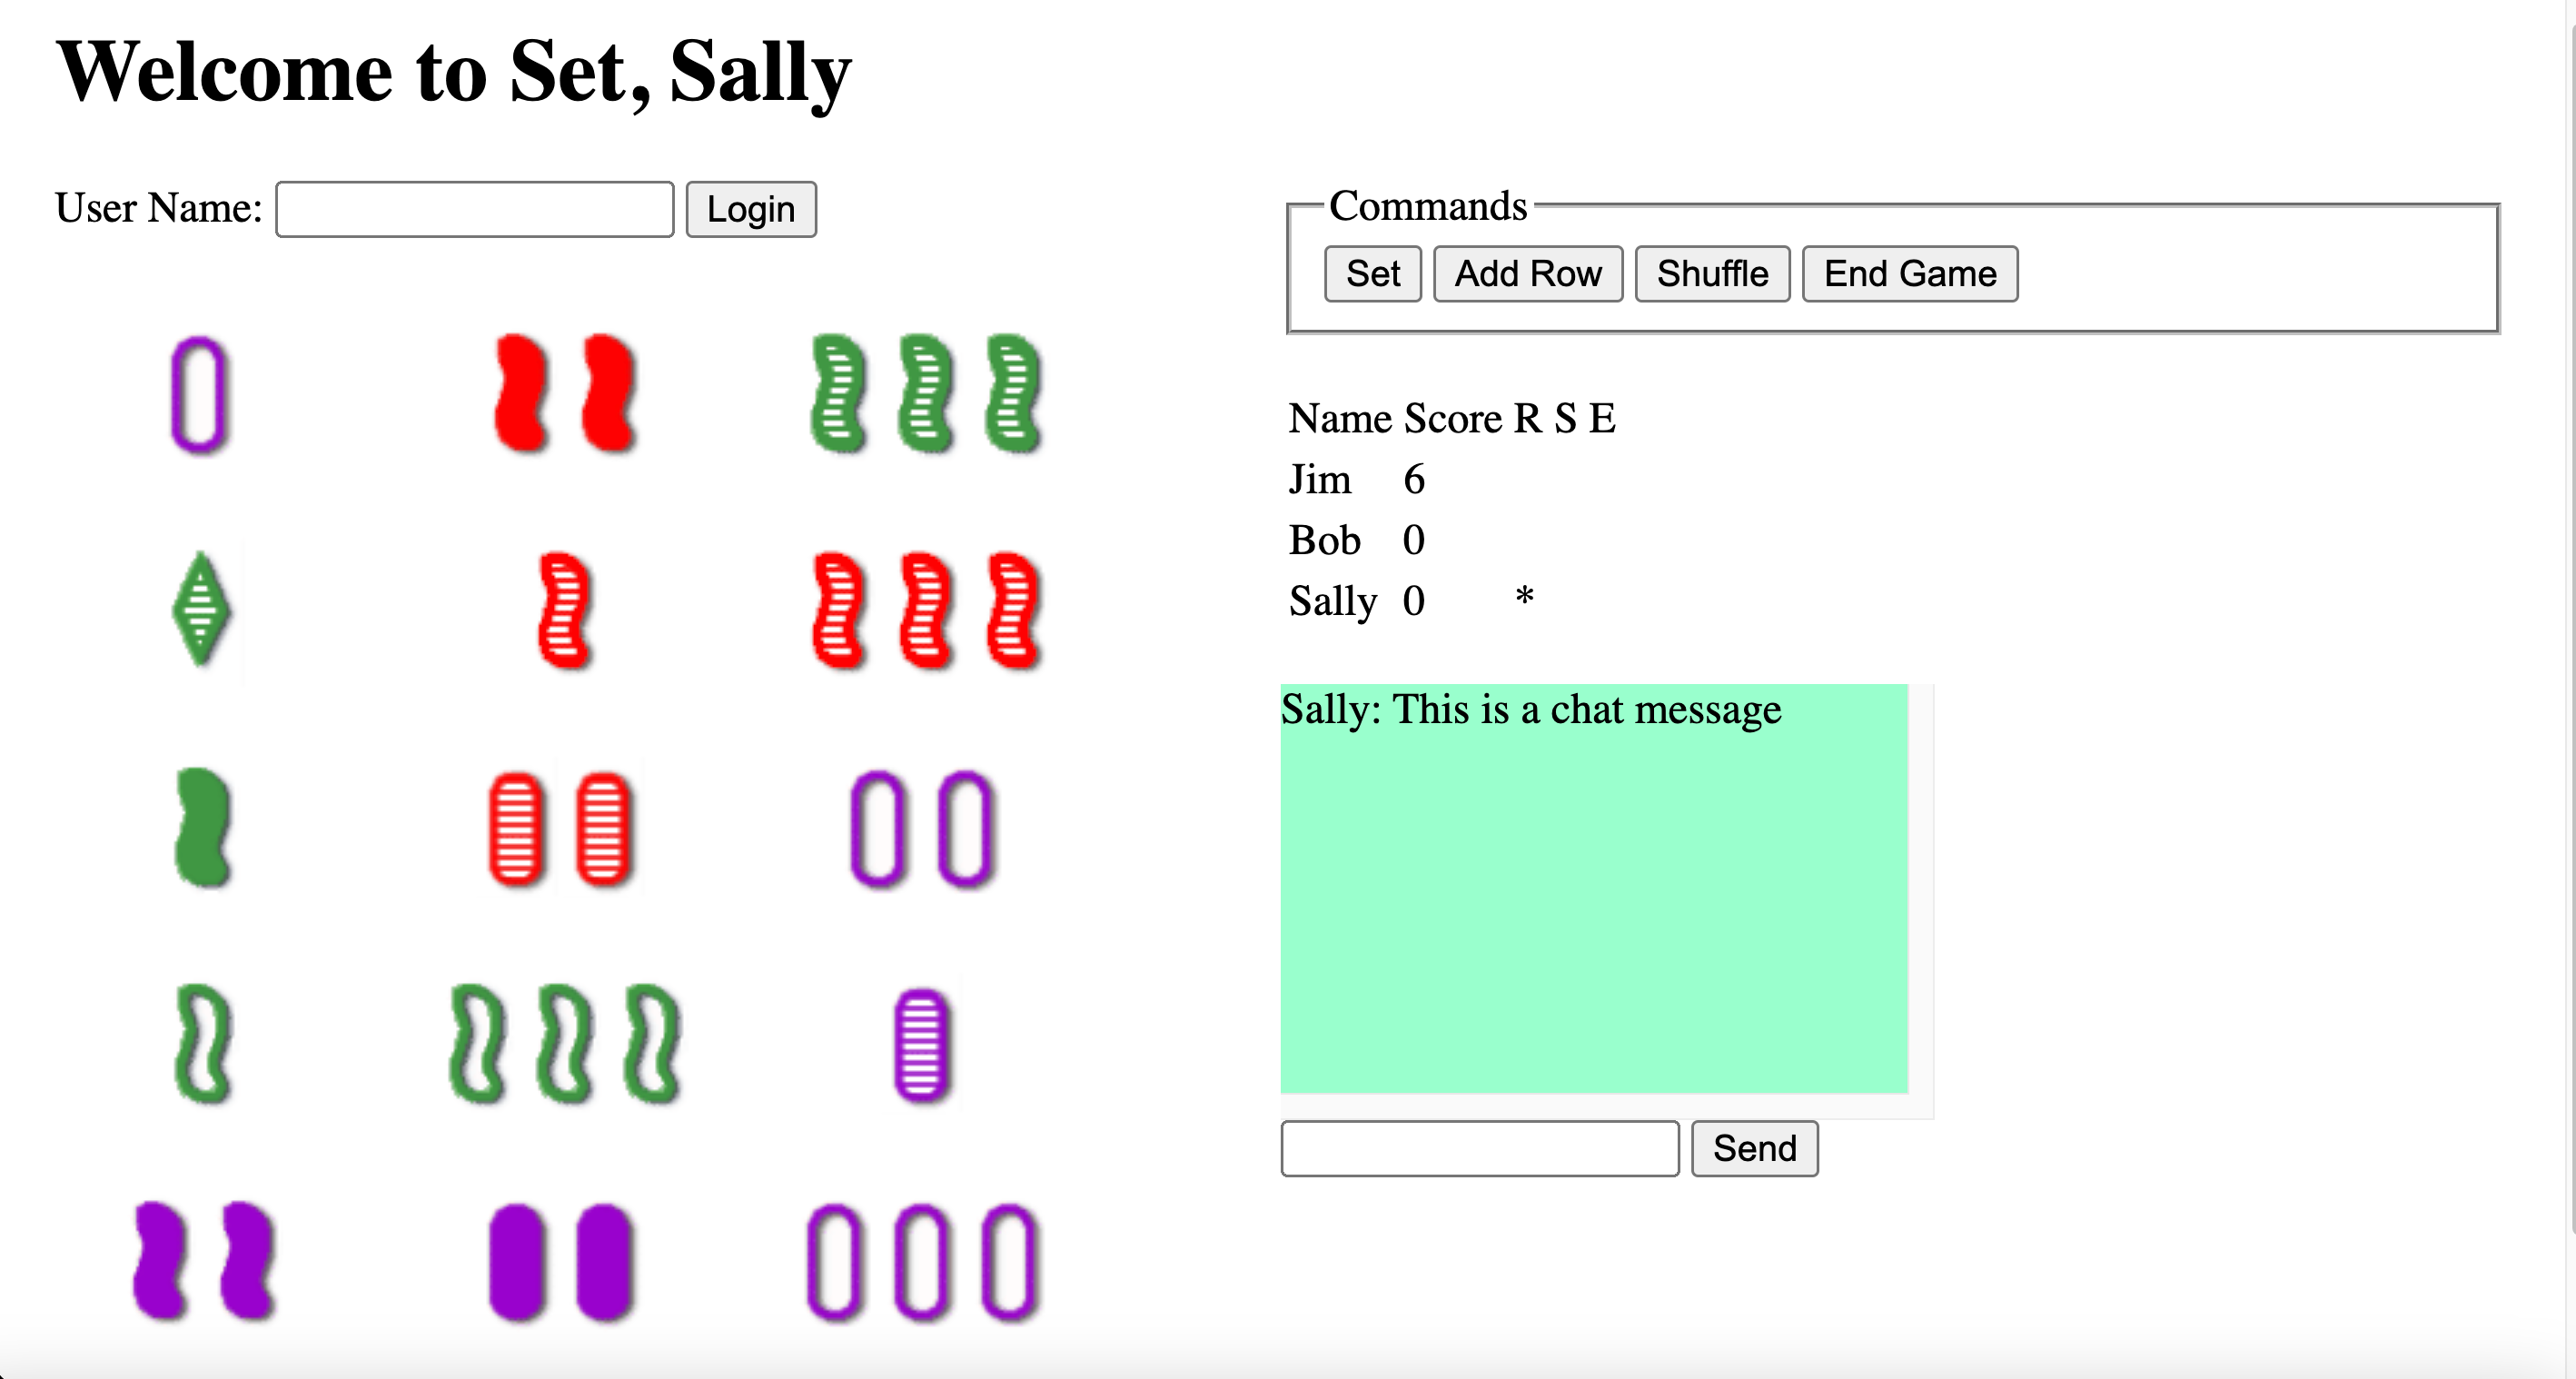 Welcome to Set, Sally
User Name: Login
Commands
Set Add Row Shuffle End Game
Name Score R S E
Jim 6
Bob 0
Sally 0 *
Sally: This is a chat message
Send